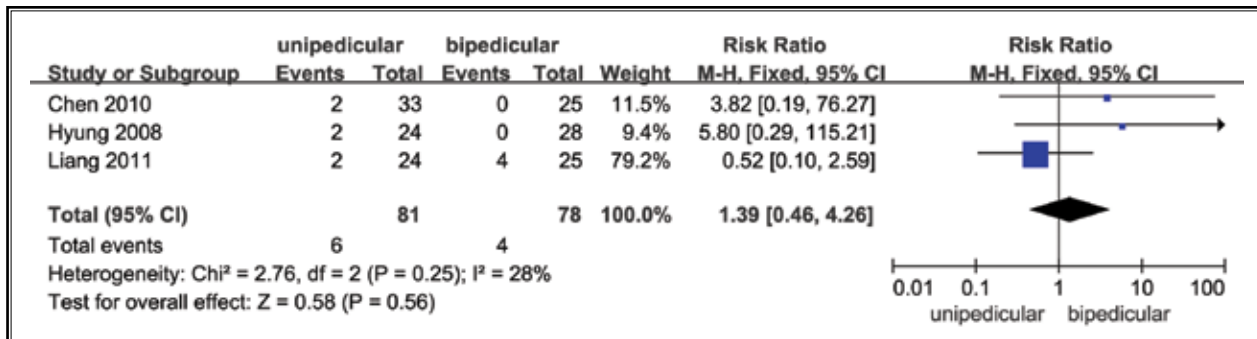 unipedicular bipedicular Risk Ratio Risk Ratio
Study or Subgroup Events Total Events Total Weight M-H, Fixed, 95% CI M-H, Fixed, 95% CI
Chen 2010 2 33 0 25 11.5% 3.82 [0.19, 76.27]
Hyung 2008 2 24 0 28 9.4% 5.80 [0.29, 115.21]
Liang 2011 2 24 4 25 79.2% 0.52 [0.10, 2.59]
Total (95% CI) 81 78 100.0% 1.39 [0.46, 4.26]
Total events 6 4
Heterogeneity: Chi² = 2.76, df = 2 (P = 0.25); I² = 28%
Test for overall effect: Z = 0.58 (P = 0.56)
0.01 0.1 1 10 100
unipedicular bipedicular